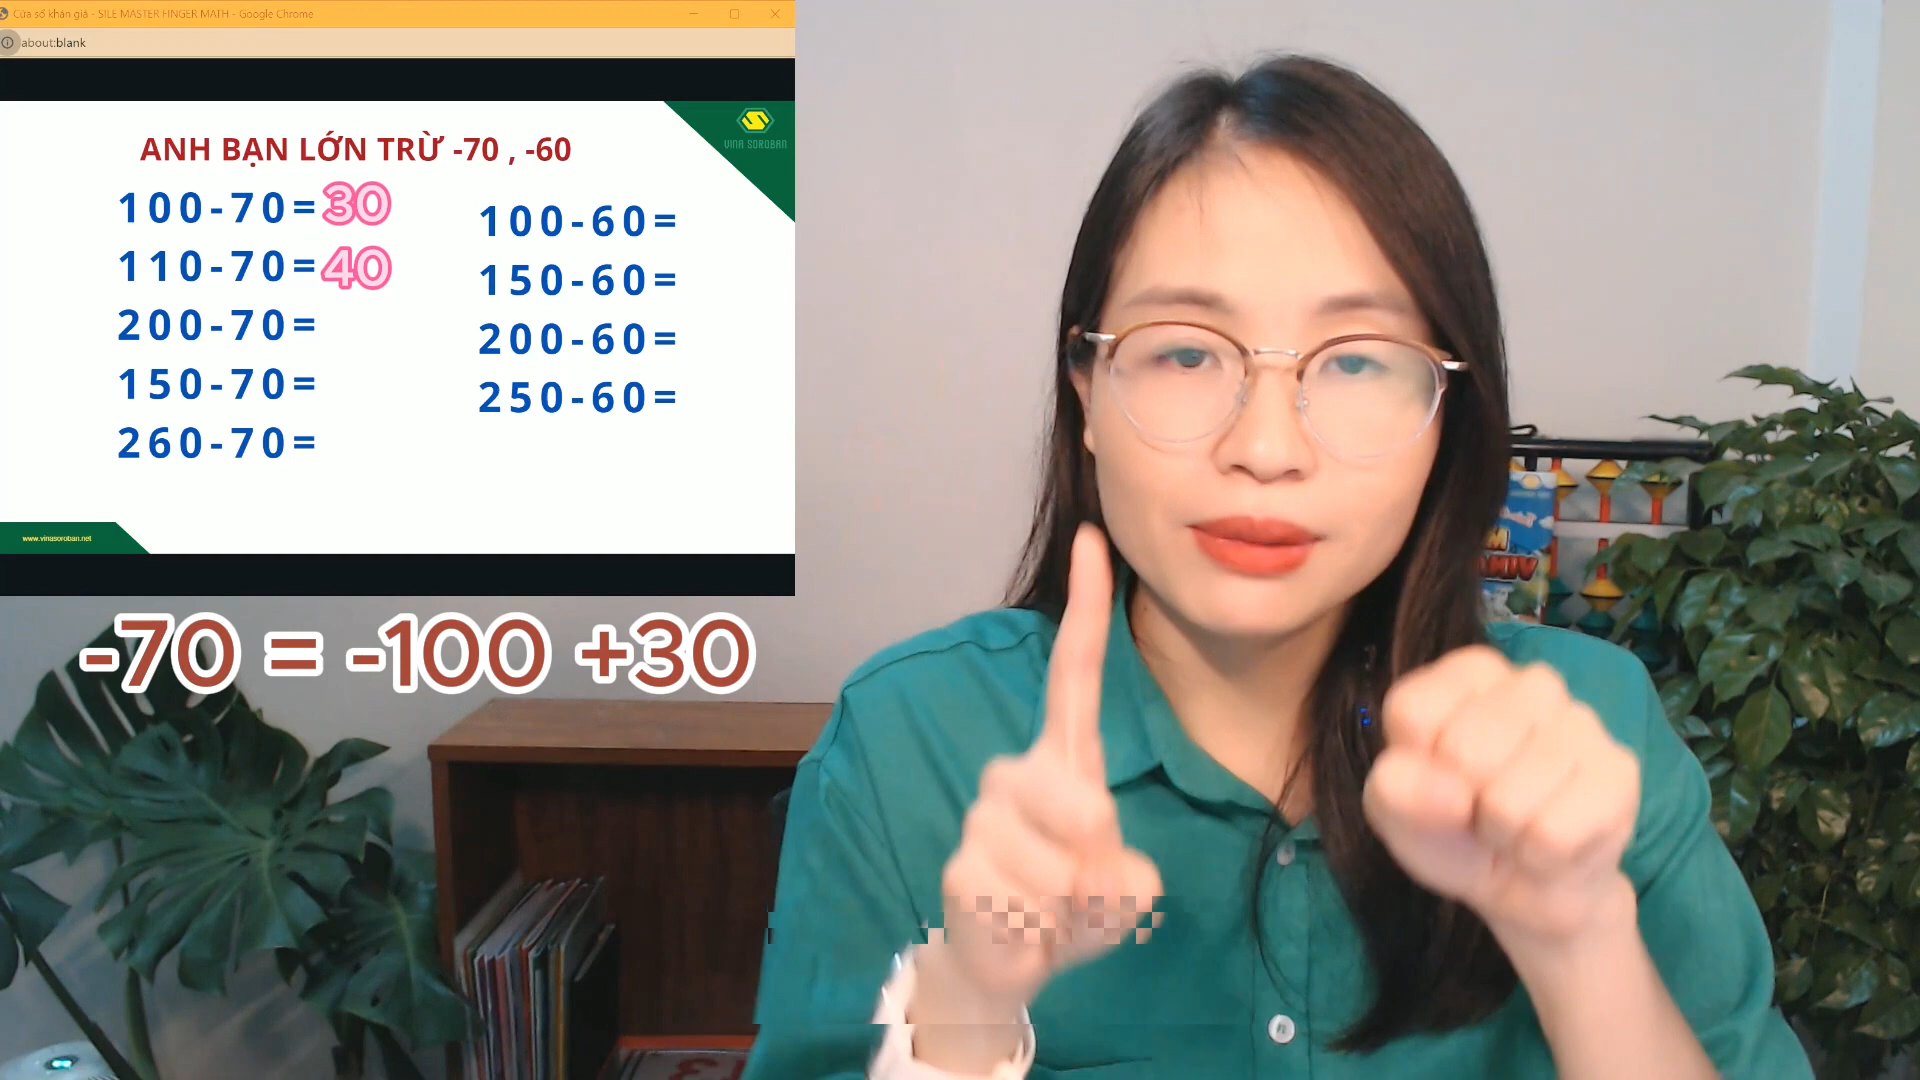 Cửa sổ khán giả - SILE MASTER FINGER MATH - Google Chrome
about:blank
VINA SOROBAN
ANH BẠN LỚN TRỪ -70 , -60
100-70=30
110-70=40
200-70=
150-70=
260-70=
100-60=
150-60=
200-60=
250-60=
www.vinasoroban.net
-70 = -100 +30